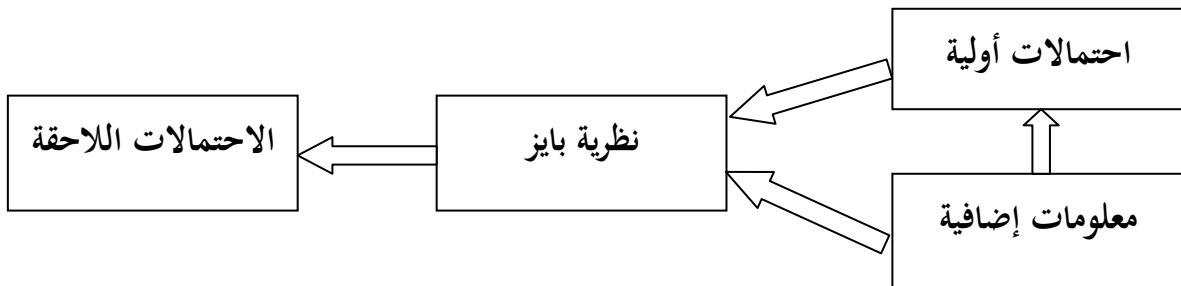 احتمالات أولية
نظرية بايز
الاحتمالات اللاحقة
معلومات إضافية